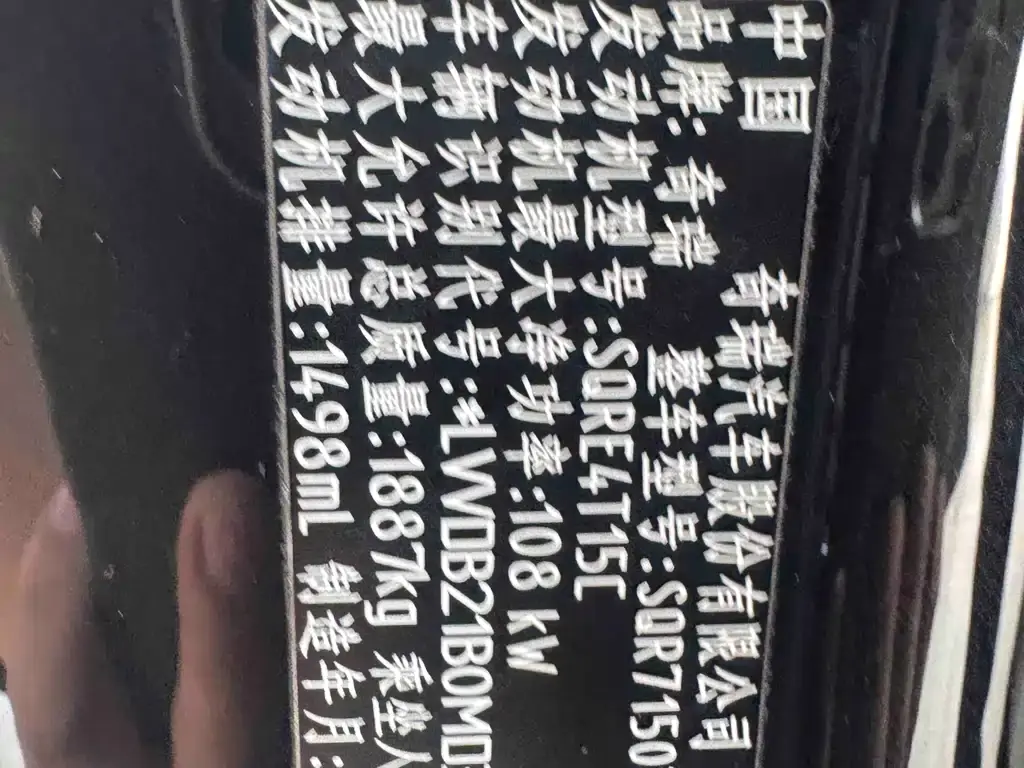 中国 奇瑞汽车股份有限公司
品牌:奇瑞 整车型号:SQR7150
发动机型号:SQRE4T15C
发动机最大净功率:108 kW
车辆识别代号:*LVVDB21B0MD
最大允许总质量:1887kg 乘坐人
发动机排量:1498mL 制造年月: